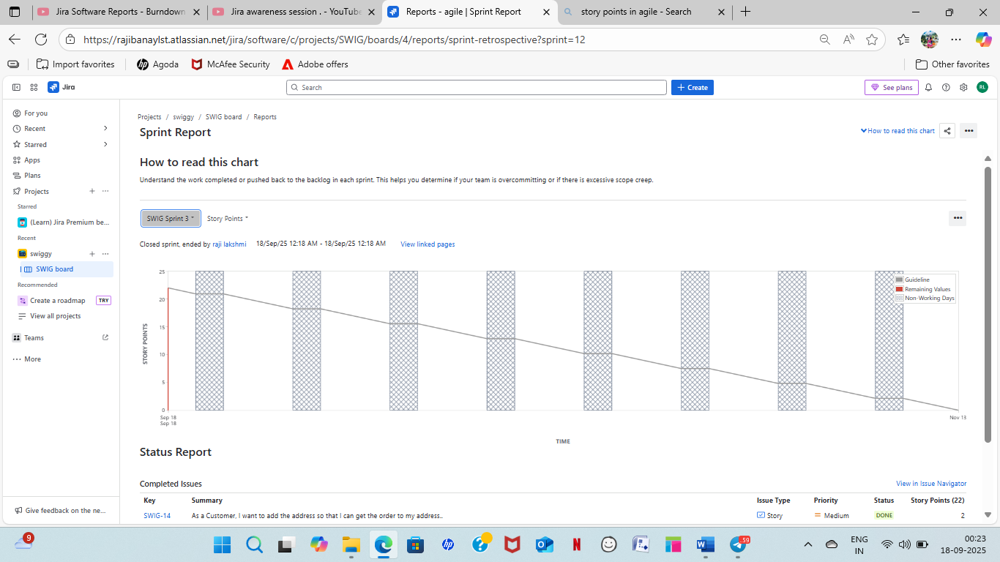 Jira Software Reports - Burndown
Jira awareness session . - YouTube
Reports - agile | Sprint Report
story points in agile - Search
https://rajibanaylst.atlassian.net/jira/software/c/projects/SWIG/boards/4/reports/sprint-retrospective?sprint=12
Import favorites
Agoda
McAfee Security
Adobe offers
Other favorites
Jira
Search
+ Create
See plans
RL
For you
Recent
Starred
Apps
Plans
Projects
Starred
(Learn) Jira Premium be...
Recent
swiggy
SWIG board
Recommended
Create a roadmap TRY
View all projects
Teams
More
Give feedback on the ne...
Projects / swiggy / SWIG board / Reports
Sprint Report
How to read this chart
How to read this chart
Understand the work completed or pushed back to the backlog in each sprint. This helps you determine if your team is overcommitting or if there is excessive scope creep.
SWIG Sprint 3
Story Points
Closed sprint, ended by raji lakshmi 18/Sep/25 12:18 AM - 18/Sep/25 12:18 AM View linked pages
25
20
15
10
5
0
STORY POINTS
Guideline
Remaining Values
Non-Working Days
Sep 18
Sep 18
Nov 13
TIME
Status Report
Completed Issues
View in Issue Navigator
Key Summary Issue Type Priority Status Story Points (22)
SWIG-14 As a Customer, I want to add the address so that I can get the order to my address.. Story Medium DONE 2
9
hp
N
59
ENG
IN
00:23
18-09-2025